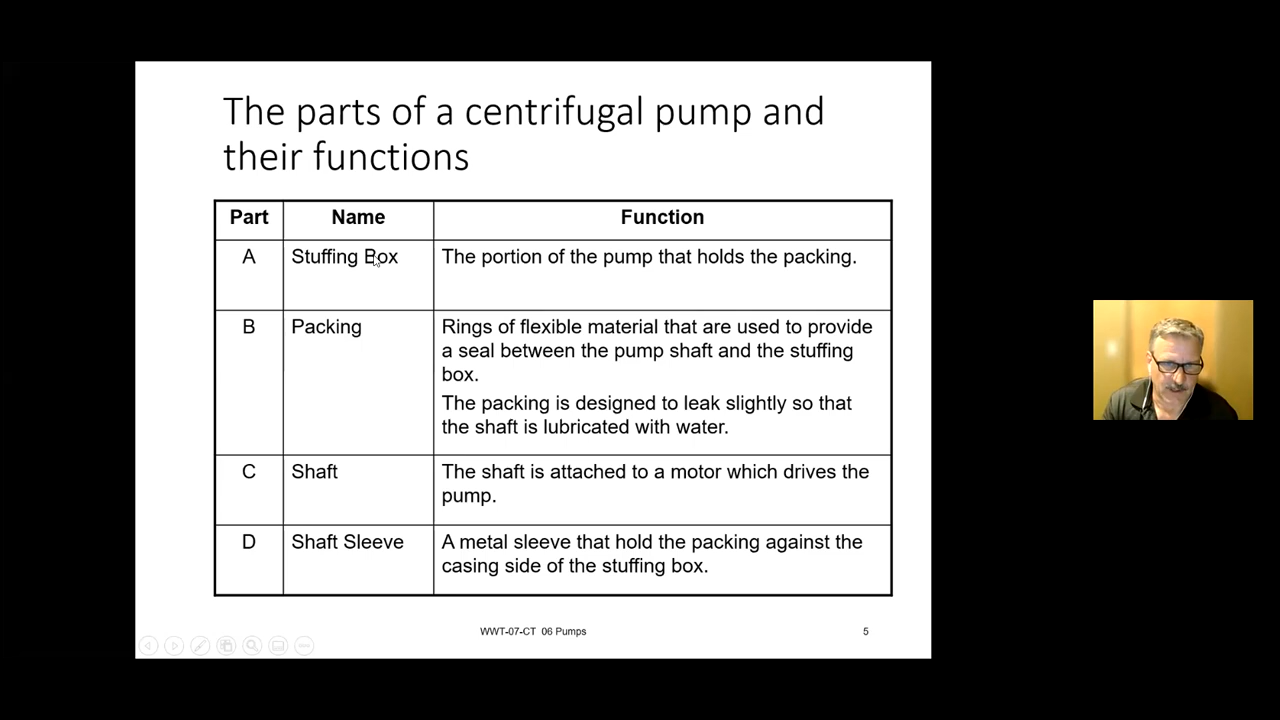 The parts of a centrifugal pump and
their functions
Part Name Function
A Stuffing Box The portion of the pump that holds the packing.
B Packing Rings of flexible material that are used to provide
a seal between the pump shaft and the stuffing
box.
The packing is designed to leak slightly so that
the shaft is lubricated with water.
C Shaft The shaft is attached to a motor which drives the
pump.
D Shaft Sleeve A metal sleeve that hold the packing against the
casing side of the stuffing box.
WWT-07-CT 06 Pumps 5